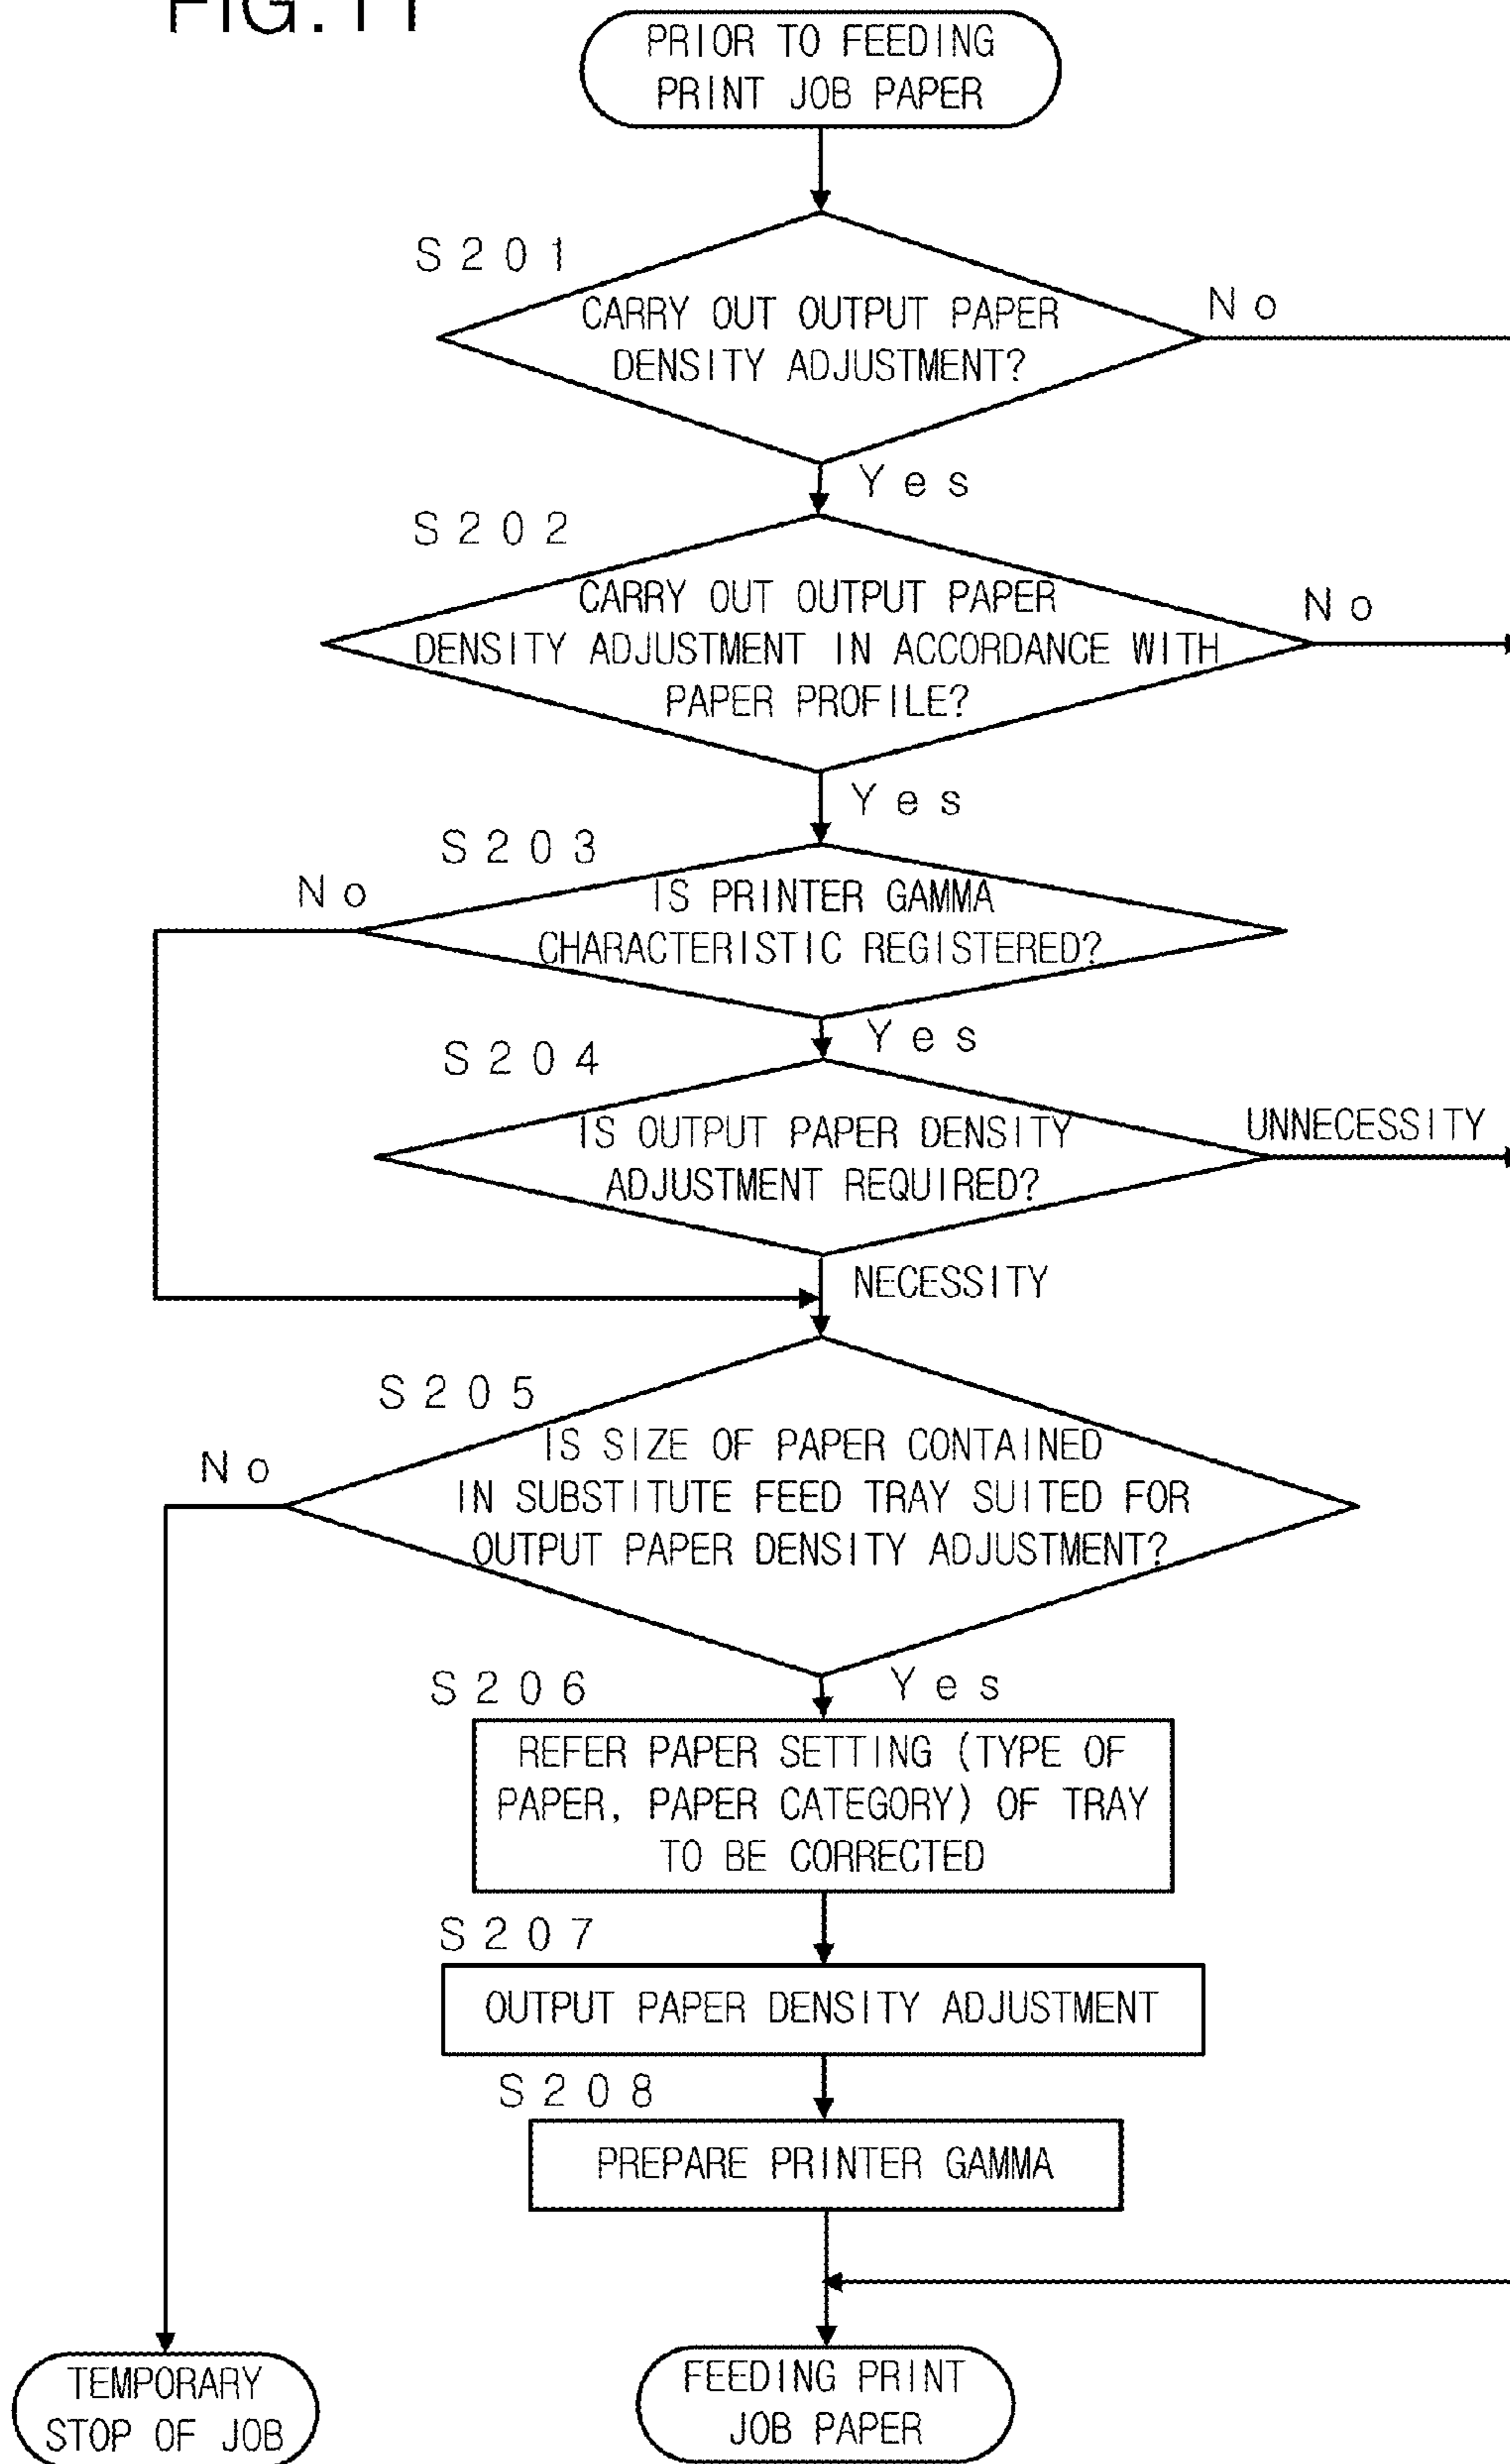 FIG. 11
PRIOR TO FEEDING
PRINT JOB PAPER
S201
CARRY OUT OUTPUT PAPER
DENSITY ADJUSTMENT?
No
Yes
S202
CARRY OUT OUTPUT PAPER
DENSITY ADJUSTMENT IN ACCORDANCE WITH
PAPER PROFILE?
No
Yes
S203
No
IS PRINTER GAMMA
CHARACTERISTIC REGISTERED?
Yes
S204
IS OUTPUT PAPER DENSITY
ADJUSTMENT REQUIRED?
UNNECESSITY
NECESSITY
S205
No
IS SIZE OF PAPER CONTAINED
IN SUBSTITUTE FEED TRAY SUITED FOR
OUTPUT PAPER DENSITY ADJUSTMENT?
Yes
S206
REFER PAPER SETTING (TYPE OF
PAPER, PAPER CATEGORY) OF TRAY
TO BE CORRECTED
S207
OUTPUT PAPER DENSITY ADJUSTMENT
S208
PREPARE PRINTER GAMMA
TEMPORARY
STOP OF JOB
FEEDING PRINT
JOB PAPER